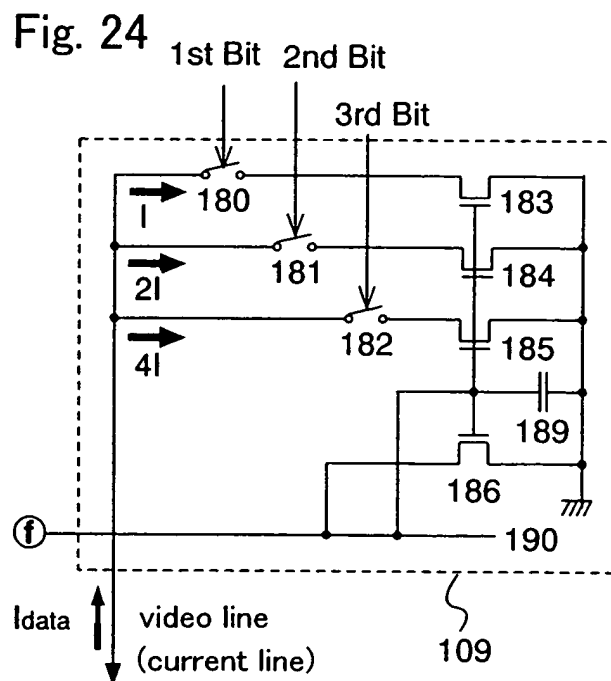 Fig. 24
1st Bit
2nd Bit
3rd Bit
I
180
183
2I
181
184
4I
182
185
189
186
f
190
Idata
video line
(current line)
109